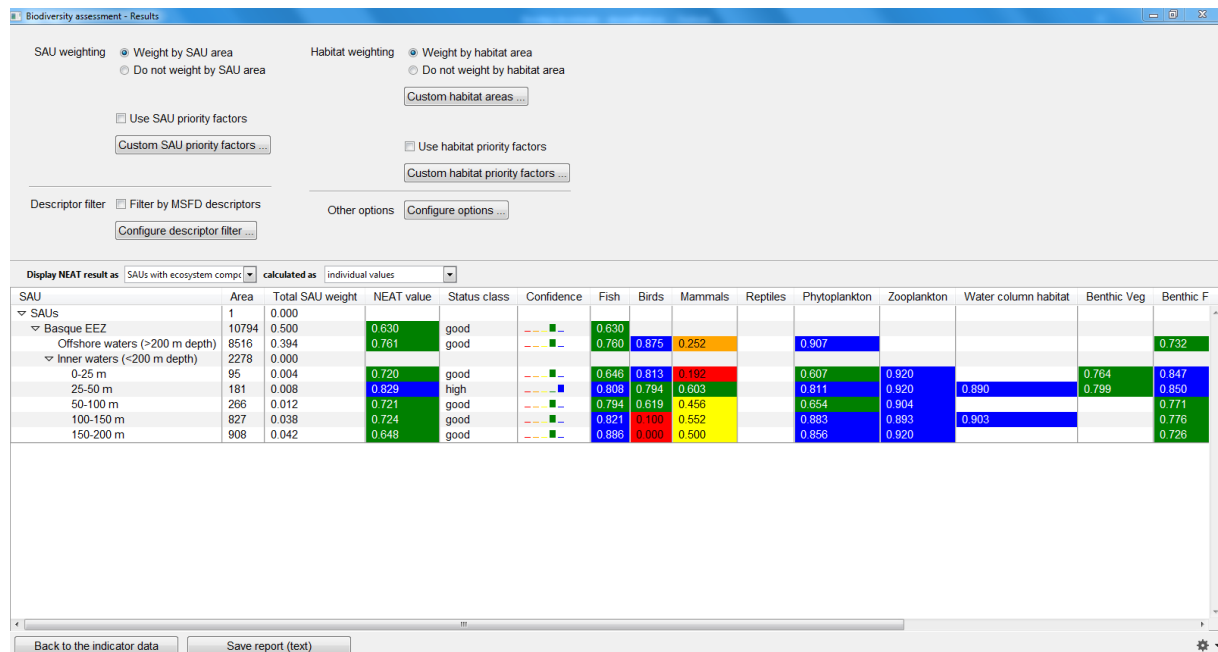 Biodiversity assessment - Results
SAU weighting Weight by SAU area Habitat weighting Weight by habitat area
Do not weight by SAU area Do not weight by habitat area
Custom habitat areas ...
Use SAU priority factors
Custom SAU priority factors ... Use habitat priority factors
Custom habitat priority factors ...
Descriptor filter Filter by MSFD descriptors Other options Configure options ...
Configure descriptor filter ...
Display NEAT result as SAUs with ecosystem compc calculated as individual values
SAU Area Total SAU weight NEAT value Status class Confidence Fish Birds Mammals Reptiles Phytoplankton Zooplankton Water column habitat Benthic Veg Benthic F
SAUs 1 0.000
Basque EEZ 10794 0.500 0.630 good 0.630
Offshore waters (>200 m depth) 8516 0.394 0.761 good 0.760 0.875 0.252 0.907 0.732
Inner waters (<200 m depth) 2278 0.000
0-25 m 95 0.004 0.720 good 0.646 0.813 0.192 0.607 0.920 0.764 0.847
25-50 m 181 0.008 0.829 high 0.808 0.794 0.603 0.811 0.920 0.890 0.799 0.850
50-100 m 266 0.012 0.721 good 0.794 0.619 0.456 0.654 0.904 0.771
100-150 m 827 0.038 0.724 good 0.821 0.100 0.552 0.883 0.893 0.903 0.776
150-200 m 908 0.042 0.648 good 0.886 0.000 0.500 0.856 0.920 0.726
Back to the indicator data Save report (text)